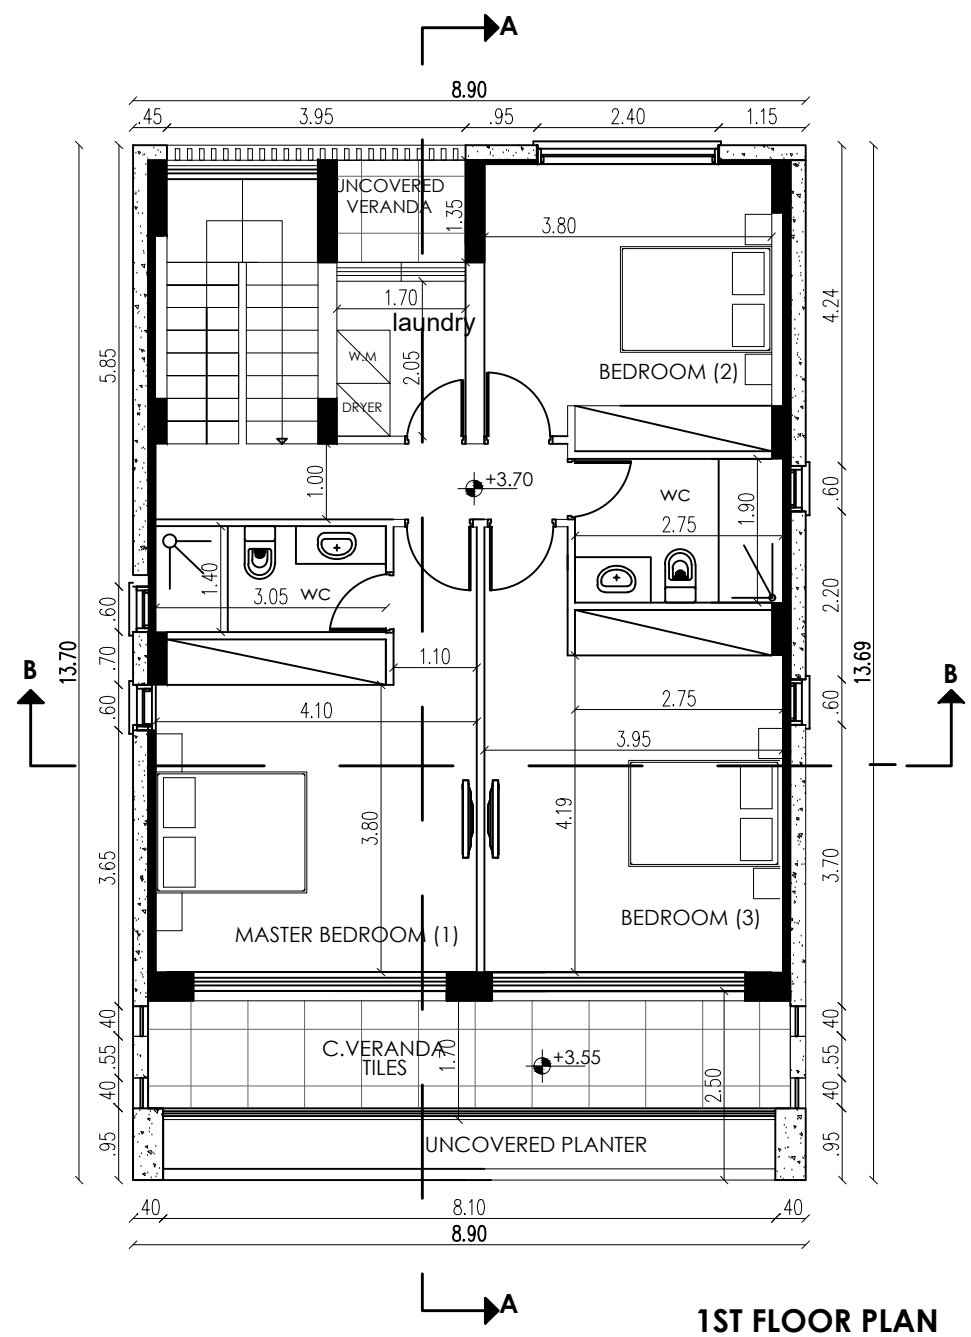 A
8.90
.45 3.95 .95 2.40 1.15
UNCOVERED
VERANDA
1.35
3.80
1.70
laundry
W.M
2.05
DRYER
BEDROOM (2)
4.24
5.85
1.00
+3.70
WC
1.90
2.75
.60
1.40
3.05 WC
.60
2.20
1.10
.70
13.70
13.69
B
B
4.10
2.75
.60
.60
3.95
3.80
4.19
3.65
3.70
MASTER BEDROOM (1)
BEDROOM (3)
40
40
C.VERANDA
TILES
1.70
+3.55
.55
.55
2.50
40
40
UNCOVERED PLANTER
.95
.95
.40 8.10 .40
8.90
A
1ST FLOOR PLAN